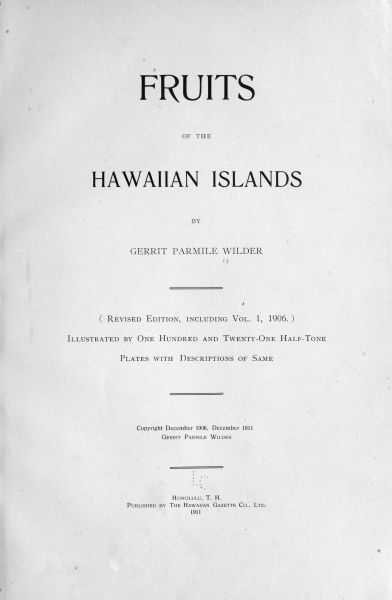 FRUITS
OF THE
HAWAIIAN ISLANDS
BY
GERRIT PARMILE WILDER
( REVISED EDITION, INCLUDING VOL. 1, 1906. )
ILLUSTRATED BY ONE HUNDRED AND TWENTY-ONE HALF-TONE
PLATES WITH DESCRIPTIONS OF SAME
Copyright December 1906, December 1911
GERRIT PARMILE WILDER
HONOLULU, T. H.
PUBLISHED BY THE HAWAIIAN GAZETTE CO., LTD.
1911